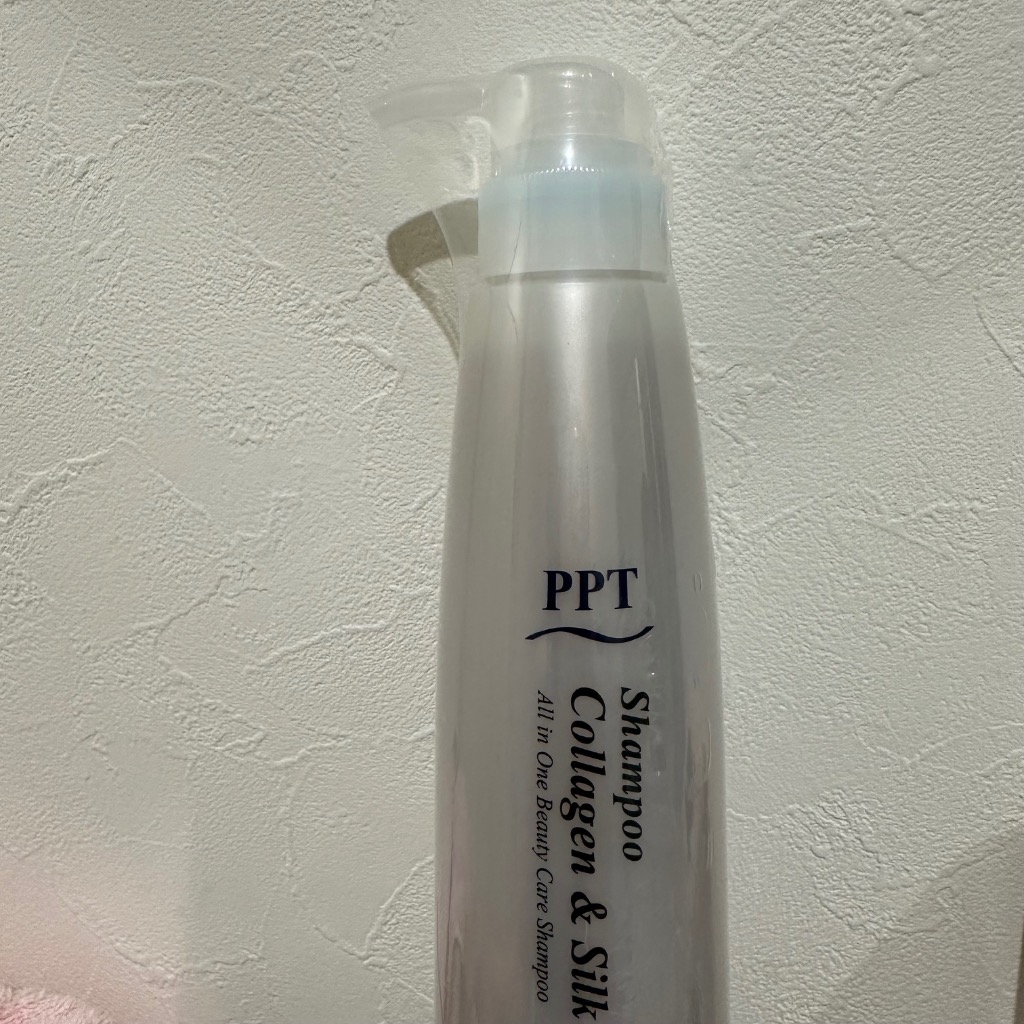 PPT
Shampoo
Collagen & Silk
All in One Beauty Care Shampoo